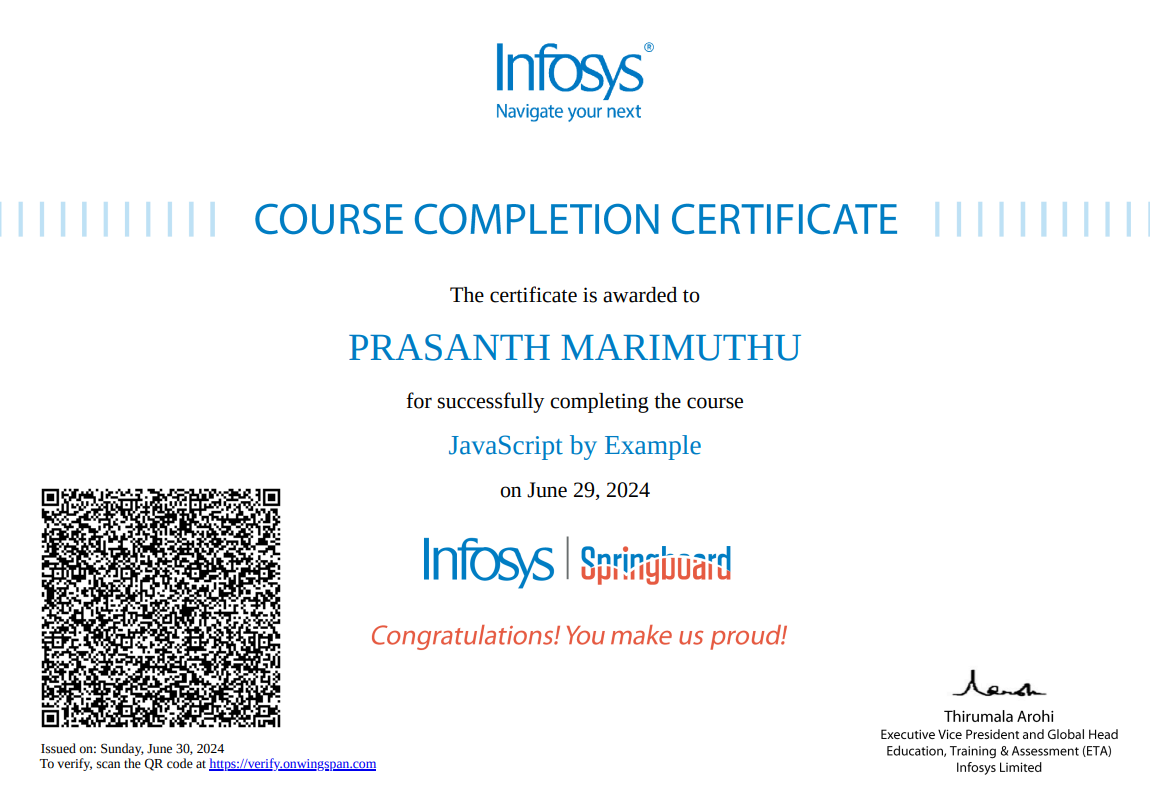 Infosys®
Navigate your next
COURSE COMPLETION CERTIFICATE
The certificate is awarded to
PRASANTH MARIMUTHU
for successfully completing the course
JavaScript by Example
on June 29, 2024
Infosys | Springboard
Congratulations! You make us proud!
Issued on: Sunday, June 30, 2024
To verify, scan the QR code at https://verify.onwingspan.com
Thirumala Arohi
Executive Vice President and Global Head
Education, Training & Assessment (ETA)
Infosys Limited